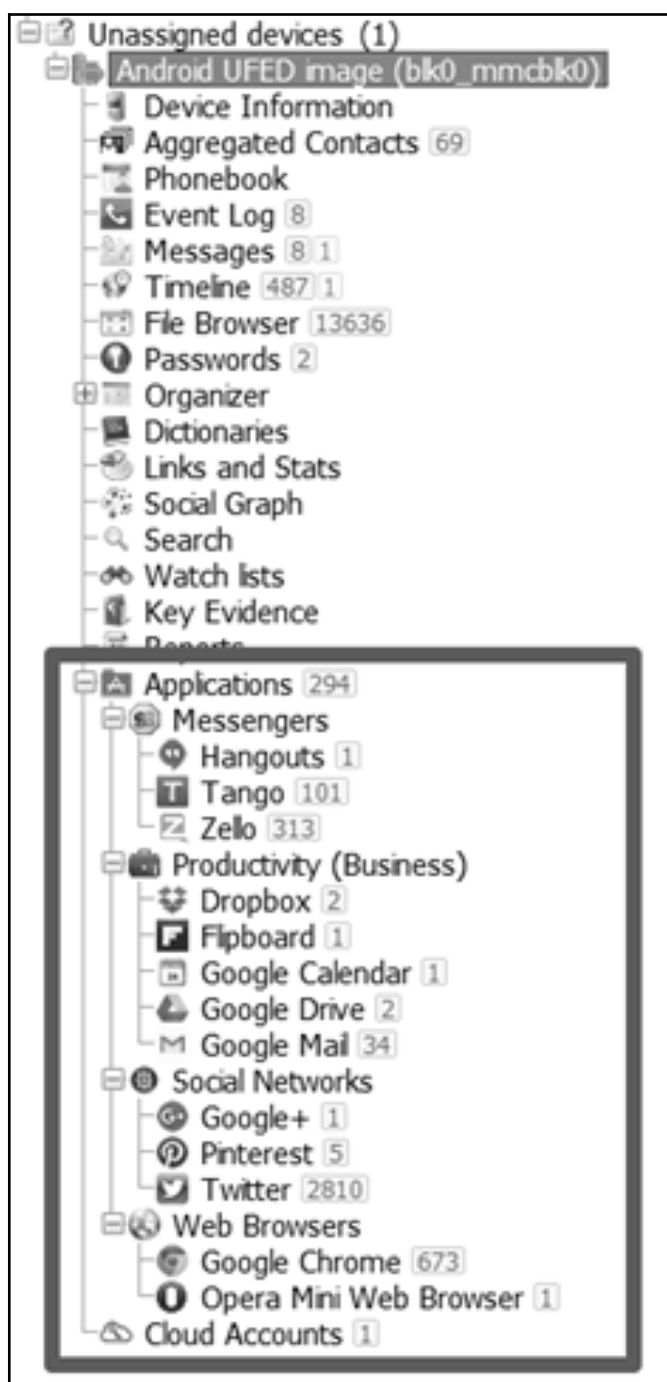 Unassigned devices (1)
Android UFED image (blk0_mmcblk0)
Device Information
Aggregated Contacts 69
Phonebook
Event Log 8
Messages 8 1
Timeline 487 1
File Browser 13636
Passwords 2
Organizer
Dictionaries
Links and Stats
Social Graph
Search
Watch lists
Key Evidence
Reports
Applications 294
Messengers
Hangouts 1
Tango 101
Zello 313
Productivity (Business)
Dropbox 2
Flipboard 1
Google Calendar 1
Google Drive 2
Google Mail 34
Social Networks
Google+ 1
Pinterest 5
Twitter 2810
Web Browsers
Google Chrome 673
Opera Mini Web Browser 1
Cloud Accounts 1